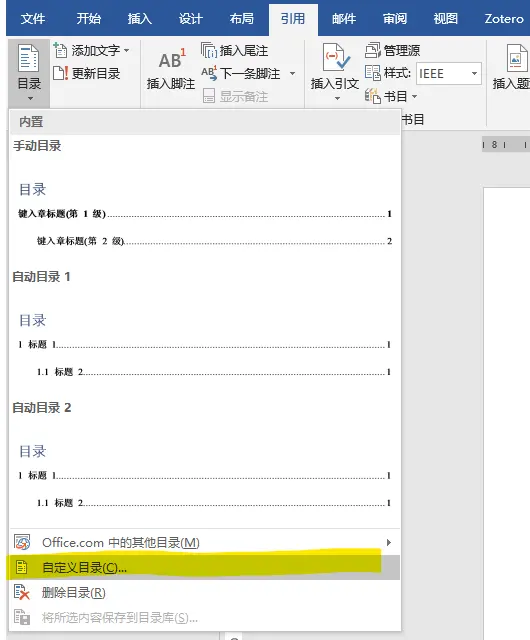 文件 开始 插入 设计 布局 引用 邮件 审阅 视图 Zotero
目录
添加文字
更新目录
AB1
插入脚注
插入尾注
下一条脚注
显示备注
插入引文
管理源
样式: IEEE
书目
插入题
书目
8
内置
手动目录
目录
键入章标题(第 1 级)........1
键入章标题(第 2 级)........2
自动目录 1
目录
1 标题 1........1
1.1 标题 2........1
自动目录 2
目录
1 标题 1........1
1.1 标题 2........1
Office.com 中的其他目录(M)
自定义目录(C)...
删除目录(R)
将所选内容保存到目录库(S)...